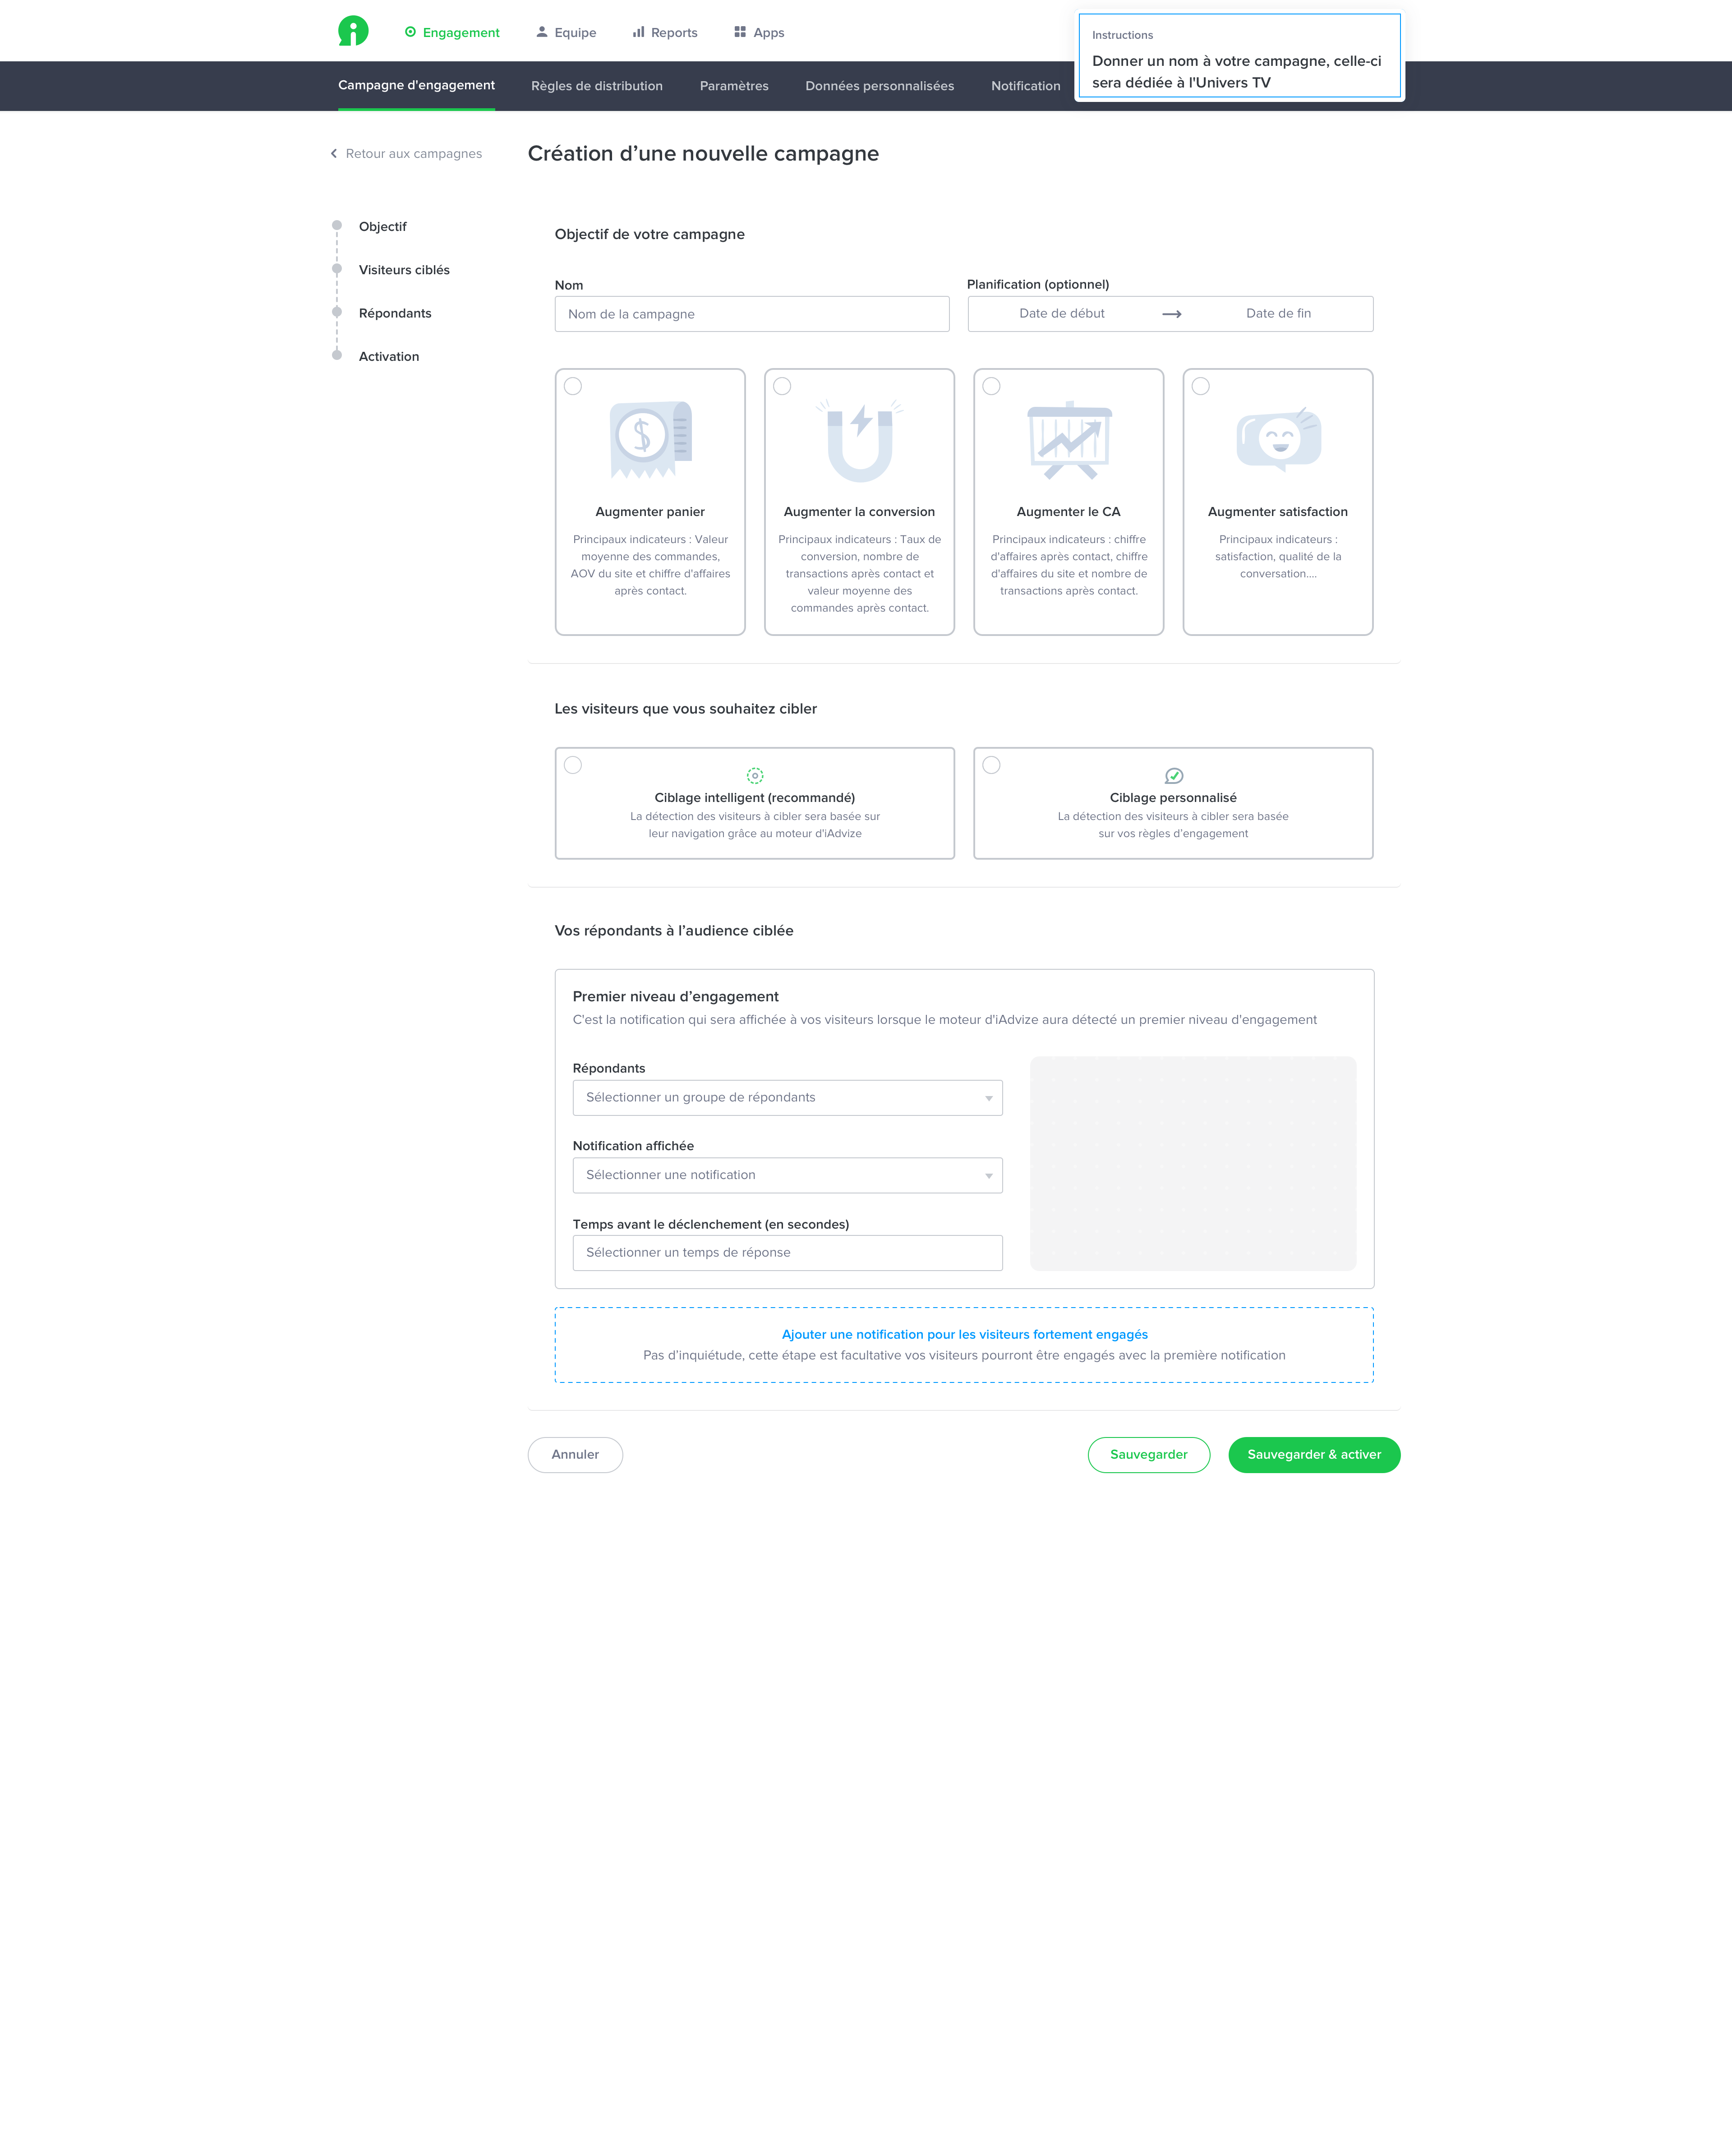 Engagement
Equipe
Reports
Apps
Instructions
Donner un nom à votre campagne, celle-ci
sera dédiée à l'Univers TV
Campagne d'engagement
Règles de distribution
Paramètres
Données personnalisées
Notification
Retour aux campagnes
Création d’une nouvelle campagne
Objectif
Visiteurs ciblés
Répondants
Activation
Objectif de votre campagne
Nom
Nom de la campagne
Planification (optionnel)
Date de début
Date de fin
Augmenter panier
Principaux indicateurs : Valeur
moyenne des commandes,
AOV du site et chiffre d'affaires
après contact.
Augmenter la conversion
Principaux indicateurs : Taux de
conversion, nombre de
transactions après contact et
valeur moyenne des
commandes après contact.
Augmenter le CA
Principaux indicateurs : chiffre
d'affaires après contact, chiffre
d'affaires du site et nombre de
transactions après contact.
Augmenter satisfaction
Principaux indicateurs :
satisfaction, qualité de la
conversation....
Les visiteurs que vous souhaitez cibler
Ciblage intelligent (recommandé)
La détection des visiteurs à cibler sera basée sur
leur navigation grâce au moteur d'iAdvize
Ciblage personnalisé
La détection des visiteurs à cibler sera basée
sur vos règles d’engagement
Vos répondants à l’audience ciblée
Premier niveau d’engagement
C'est la notification qui sera affichée à vos visiteurs lorsque le moteur d'iAdvize aura détecté un premier niveau d'engagement
Répondants
Sélectionner un groupe de répondants
Notification affichée
Sélectionner une notification
Temps avant le déclenchement (en secondes)
Sélectionner un temps de réponse
Ajouter une notification pour les visiteurs fortement engagés
Pas d’inquiétude, cette étape est facultative vos visiteurs pourront être engagés avec la première notification
Annuler
Sauvegarder
Sauvegarder & activer